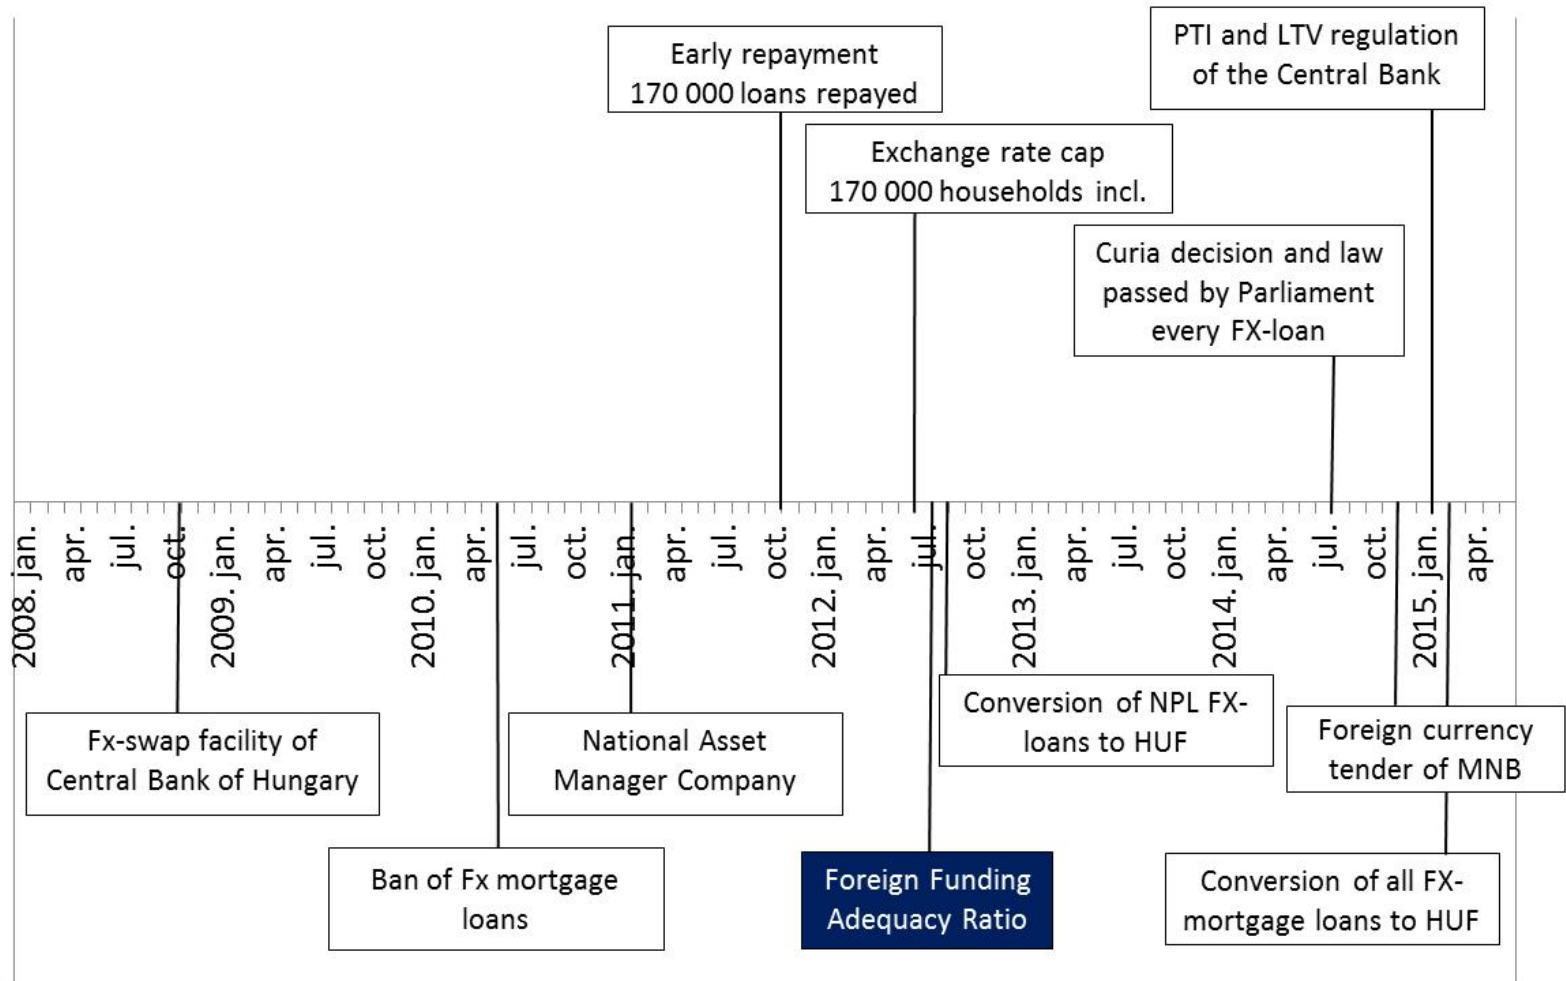 Early repayment
170 000 loans repayed
PTI and LTV regulation
of the Central Bank
Exchange rate cap
170 000 households incl.
Curia decision and law
passed by Parliament
every FX-loan
2008. jan.
apr.
jul.
oct.
2009. jan.
apr.
jul.
oct.
2010. jan.
apr.
jul.
oct.
2011. jan.
apr.
jul.
oct.
2012. jan.
apr.
jul.
oct.
2013. jan.
apr.
jul.
oct.
2014. jan.
apr.
jul.
oct.
2015. jan.
apr.
Fx-swap facility of
Central Bank of Hungary
National Asset
Manager Company
Conversion of NPL FX-
loans to HUF
Foreign currency
tender of MNB
Ban of Fx mortgage
loans
Foreign Funding
Adequacy Ratio
Conversion of all FX-
mortgage loans to HUF